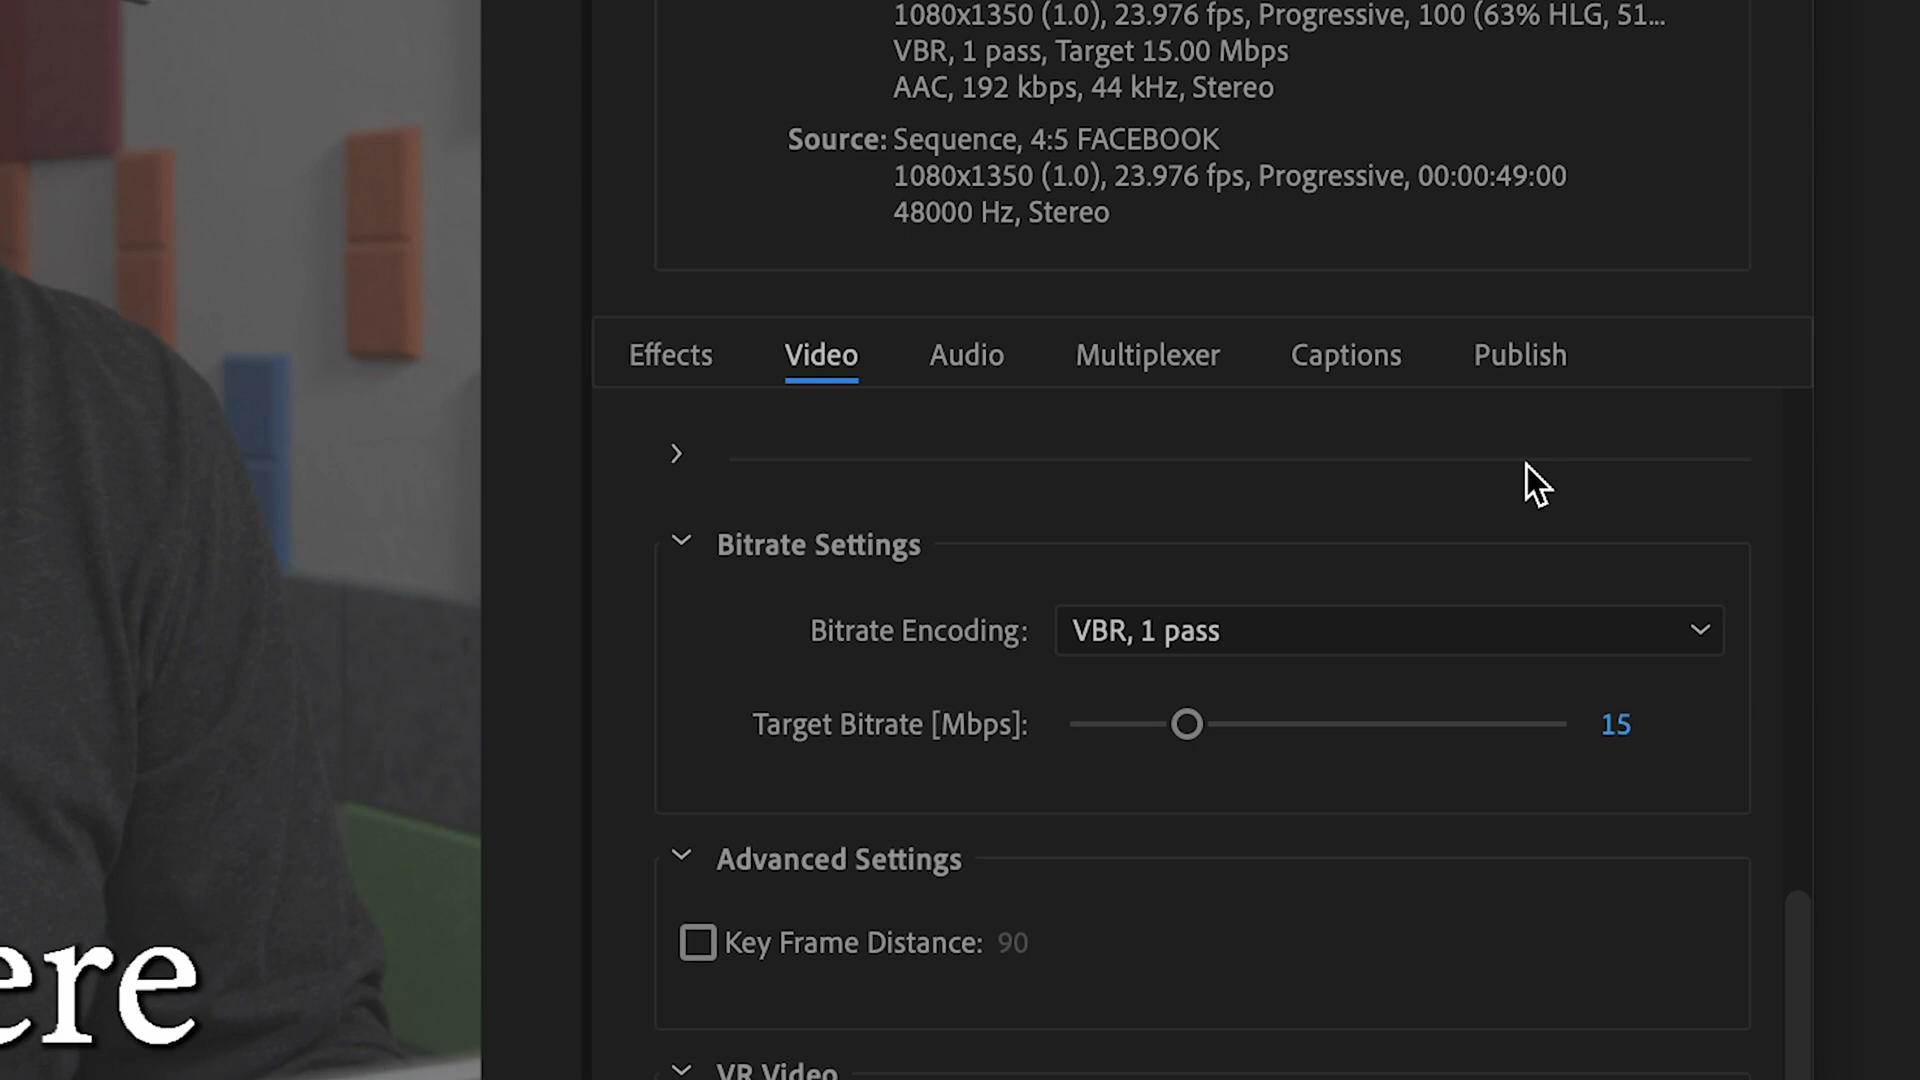 1080x1350 (1.0), 23.976 fps, Progressive, 100 (63% HLG, 51...
VBR, 1 pass, Target 15.00 Mbps
AAC, 192 kbps, 44 kHz, Stereo
Source: Sequence, 4:5 FACEBOOK
1080x1350 (1.0), 23.976 fps, Progressive, 00:00:49:00
48000 Hz, Stereo
Effects Video Audio Multiplexer Captions Publish
Bitrate Settings
Bitrate Encoding: VBR, 1 pass
Target Bitrate [Mbps]: 15
Advanced Settings
Key Frame Distance: 90
ere
VR Video